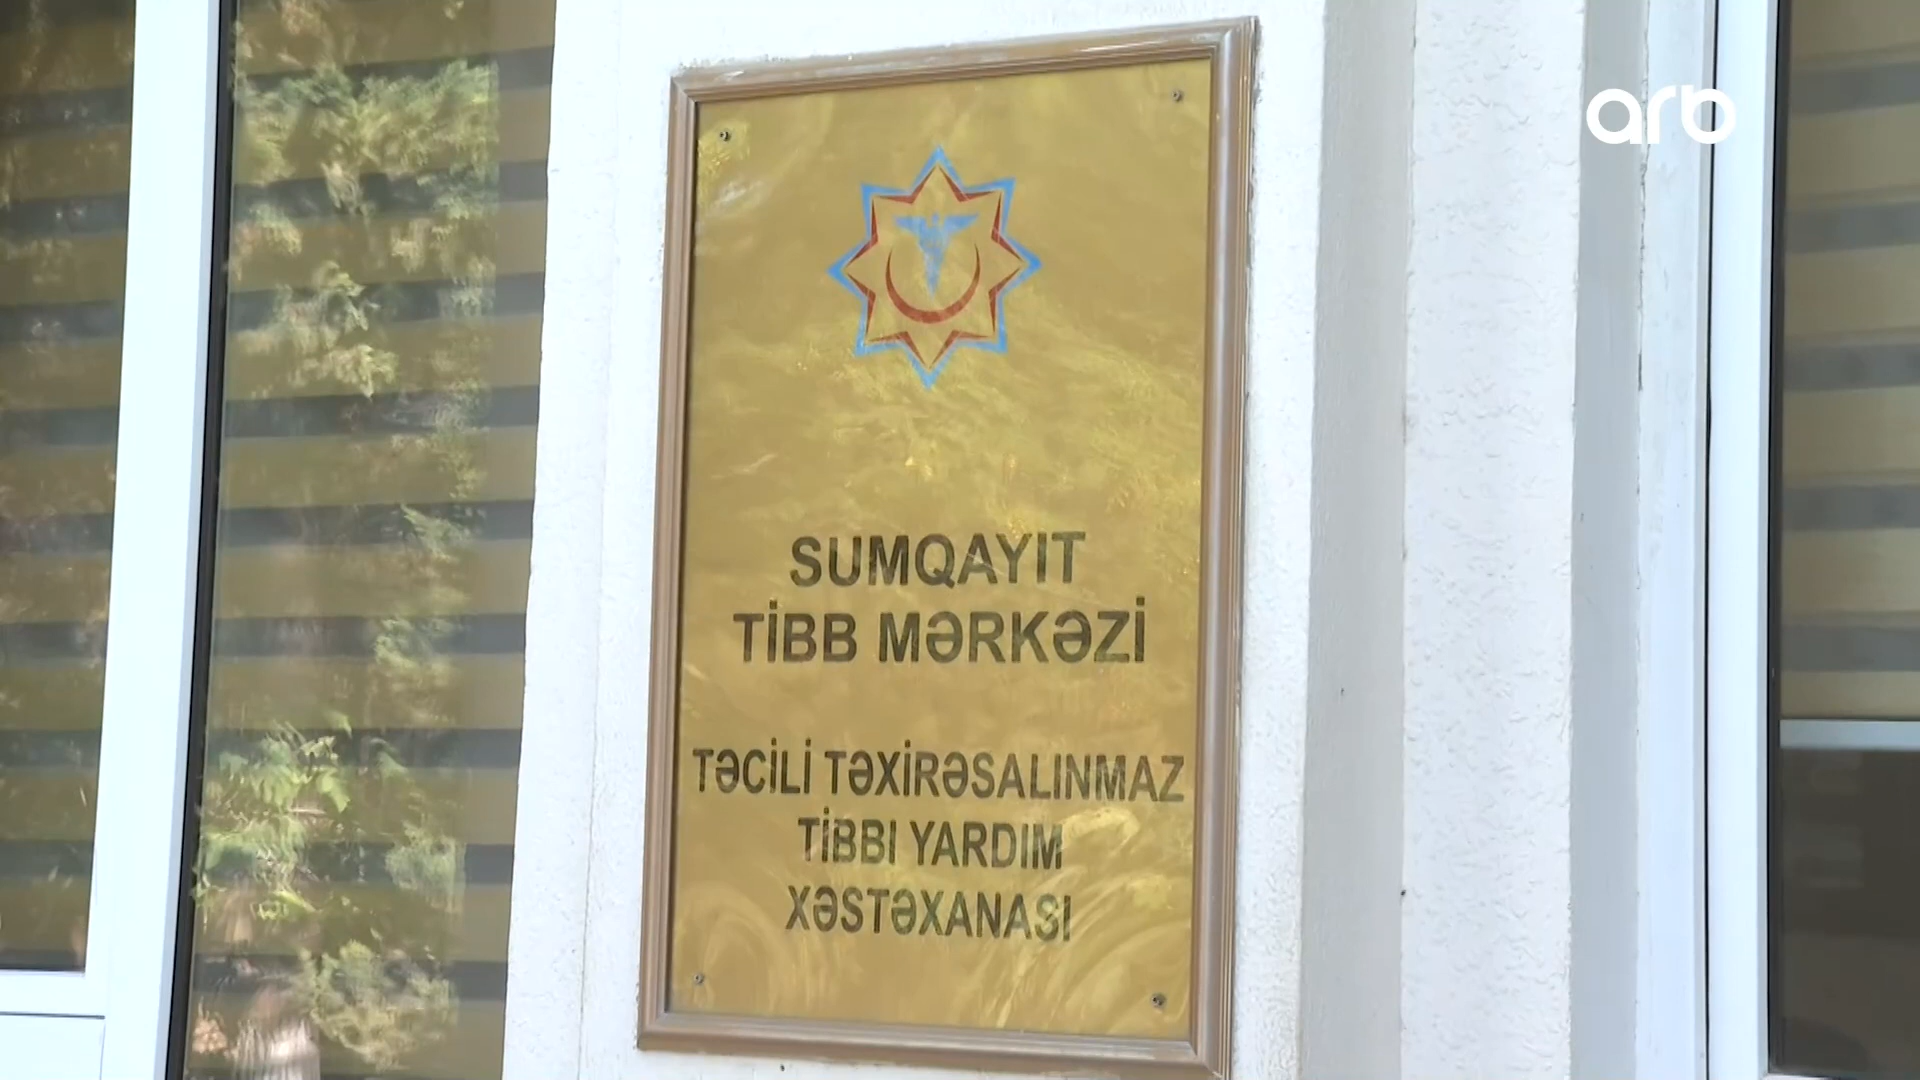 arb
SUMQAYIT
TİBB MƏRKƏZİ
TƏCİLİ TƏXİRƏSALINMAZ
TİBBI YARDIM
XƏSTƏXANASI